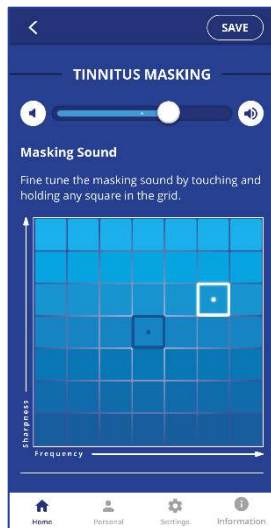 SAVE
TINNITUS MASKING
Masking Sound
Fine tune the masking sound by touching and
holding any square in the grid.
Sharpness
Frequency
Home Personal Settings Information